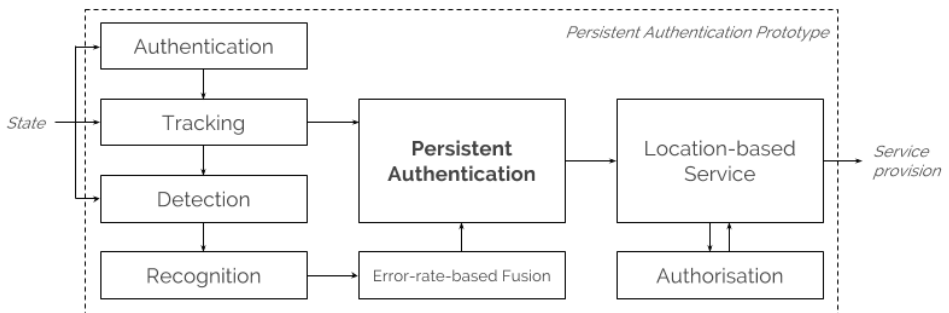 Persistent Authentication Prototype
Authentication
State
Tracking
Persistent
Authentication
Location-based
Service
Service
provision
Detection
Recognition
Error-rate-based Fusion
Authorisation